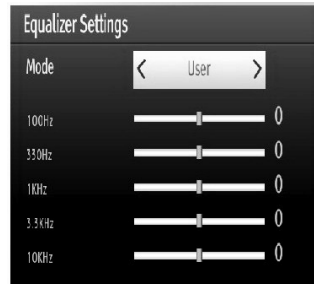 Equalizer Settings
Mode < User >
100Hz 0
330Hz 0
1KHz 0
3.3KHz 0
10KHz 0